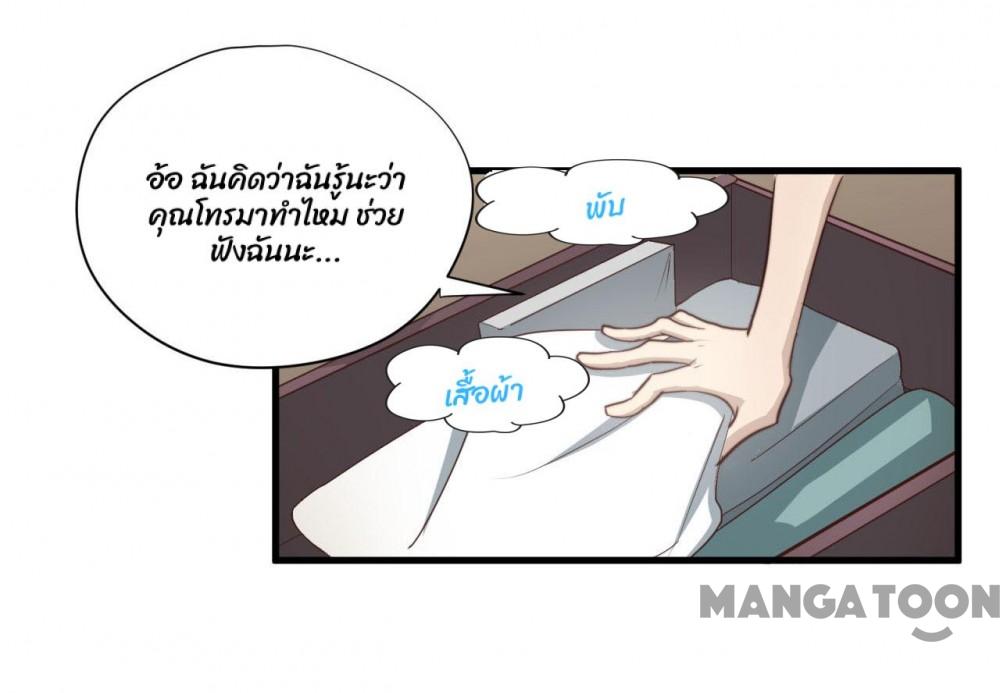 อ้อ ฉันคิดว่าฉันรู้นะว่า
คุณโทรมาทำไหม ช่วย
ฟังฉันนะ...
พับ
เสื้อผ้า
MANGATOON